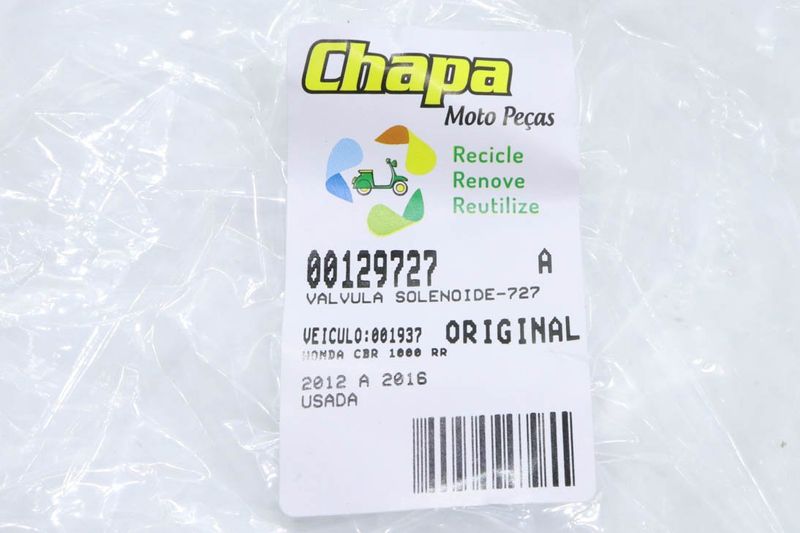 Chapa
Moto Peças
Recicle
Renove
Reutilize
00129727 A
VALVULA SOLENOIDE-727
VEICULO:001937 ORIGINAL
HONDA CBR 1000 RR
2012 A 2016
USADA